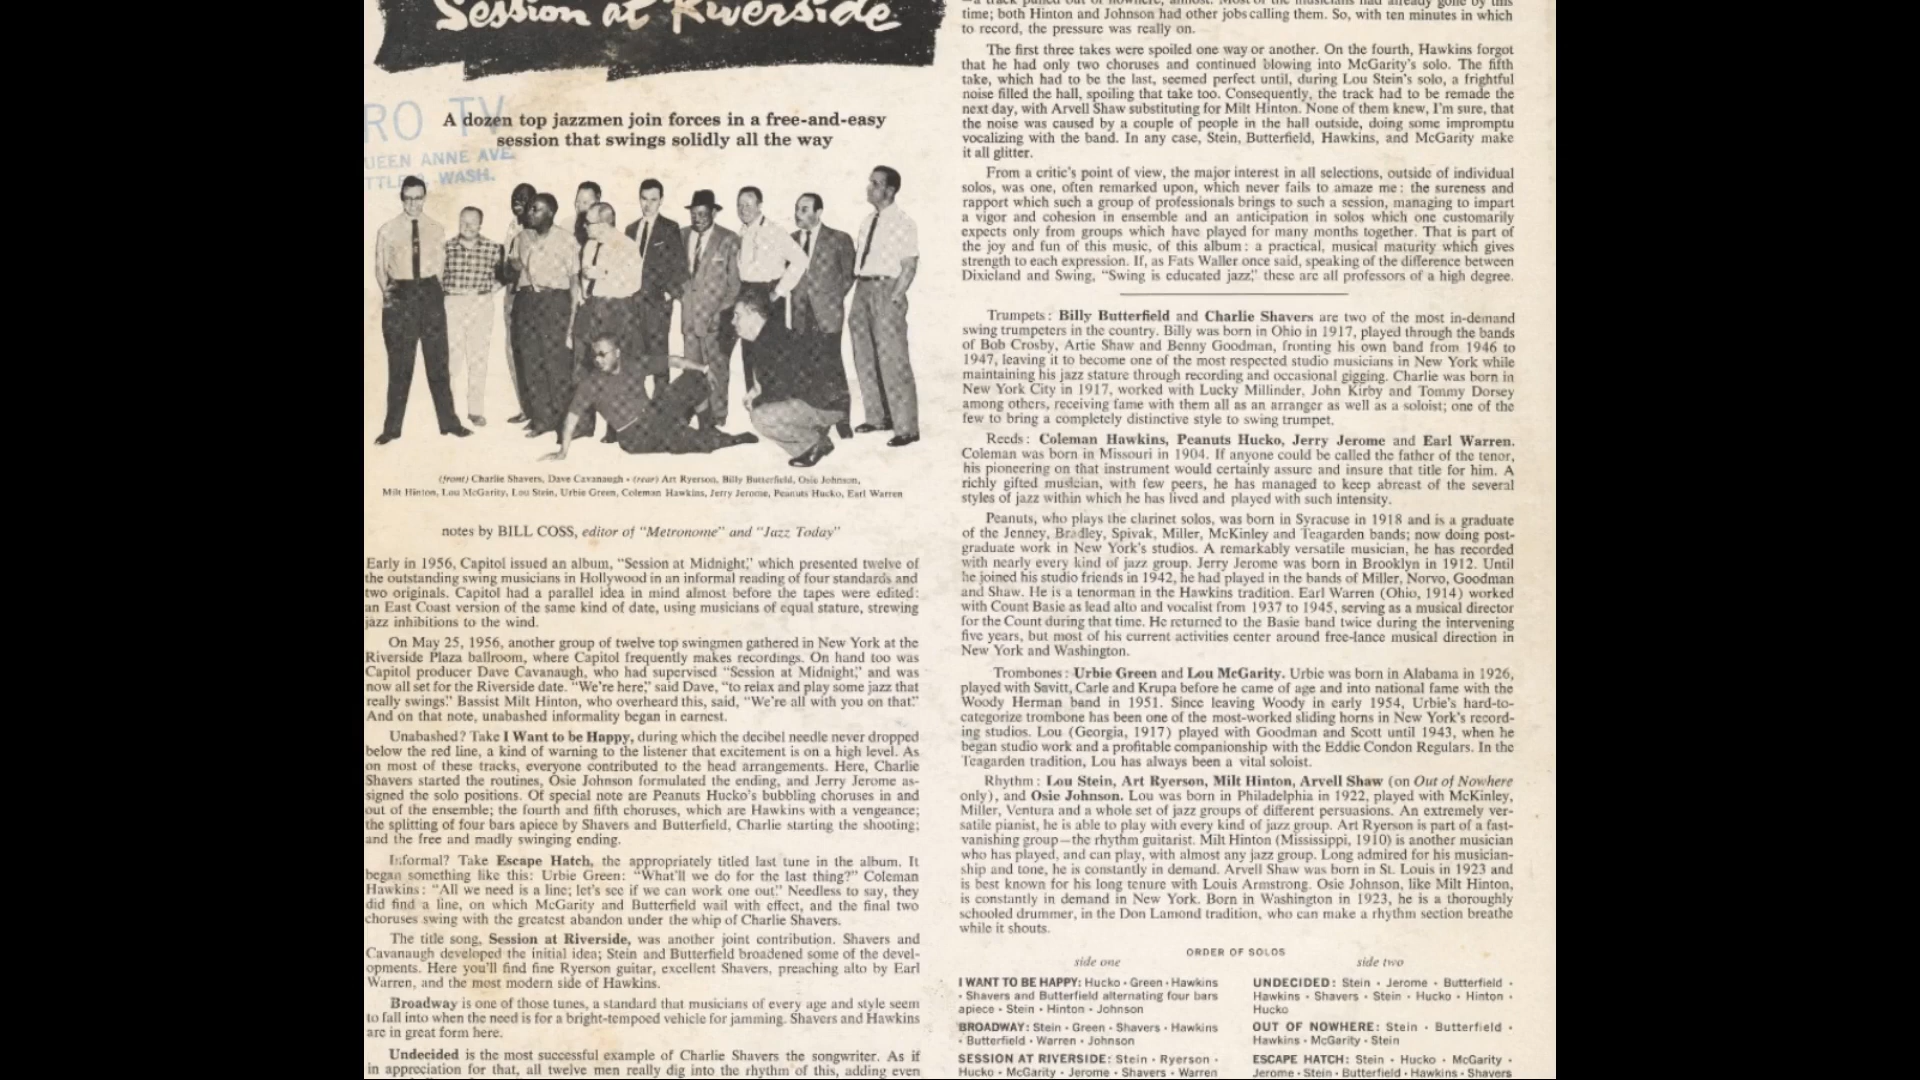 Session at Riverside
RO TV
UEEN ANNE AVE.
TTLE 9, WASH.
A dozen top jazzmen join forces in a free-and-easy
session that swings solidly all the way
(front) Charlie Shavers, Dave Cavanaugh • (rear) Art Ryerson, Billy Butterfield, Osie Johnson,
Milt Hinton, Lou McGarity, Lou Stein, Urbie Green, Coleman Hawkins, Jerry Jerome, Peanuts Hucko, Earl Warren
notes by BILL COSS, editor of "Metronome" and "Jazz Today"
Early in 1956, Capitol issued an album, "Session at Midnight," which presented twelve of
the outstanding swing musicians in Hollywood in an informal reading of four standards and
two originals. Capitol had a parallel idea in mind almost before the tapes were edited:
an East Coast version of the same kind of date, using musicians of equal stature, strewing
jazz inhibitions to the wind.
On May 25, 1956, another group of twelve top swingmen gathered in New York at the
Riverside Plaza ballroom, where Capitol frequently makes recordings. On hand too was
Capitol producer Dave Cavanaugh, who had supervised "Session at Midnight," and was
now all set for the Riverside date. "We're here," said Dave, "to relax and play some jazz that
really swings." Bassist Milt Hinton, who overheard this, said, "We're all with you on that."
And on that note, unabashed informality began in earnest.
Unabashed? Take I Want to be Happy, during which the decibel needle never dropped
below the red line, a kind of warning to the listener that excitement is on a high level. As
on most of these tracks, everyone contributed to the head arrangements. Here, Charlie
Shavers started the routines, Osie Johnson formulated the ending, and Jerry Jerome as-
signed the solo positions. Of special note are Peanuts Hucko's bubbling choruses in and
out of the ensemble; the fourth and fifth choruses, which are Hawkins with a vengeance;
the splitting of four bars apiece by Shavers and Butterfield, Charlie starting the shooting;
and the free and madly swinging ending.
Informal? Take Escape Hatch, the appropriately titled last tune in the album. It
began something like this: Urbie Green: "What'll we do for the last thing?" Coleman
Hawkins: "All we need is a line; let's see if we can work one out." Needless to say, they
did find a line, on which McGarity and Butterfield wail with effect, and the final two
choruses swing with the greatest abandon under the whip of Charlie Shavers.
The title song, Session at Riverside, was another joint contribution. Shavers and
Cavanaugh developed the initial idea; Stein and Butterfield broadened some of the devel-
opments. Here you'll find fine Ryerson guitar, excellent Shavers, preaching alto by Earl
Warren, and the most modern side of Hawkins.
Broadway is one of those tunes, a standard that musicians of every age and style seem
to fall into when the need is for a bright-tempoed vehicle for jamming. Shavers and Hawkins
are in great form here.
Undecided is the most successful example of Charlie Shavers the songwriter. As if
in appreciation for that, all twelve men really dig into the rhythm of this, adding even
time; both Hinton and Johnson had other jobs calling them. So, with ten minutes in which
to record, the pressure was really on.
The first three takes were spoiled one way or another. On the fourth, Hawkins forgot
that he had only two choruses and continued blowing into McGarity's solo. The fifth
take, which had to be the last, seemed perfect until, during Lou Stein's solo, a frightful
noise filled the hall, spoiling that take too. Consequently, the track had to be remade the
next day, with Arvell Shaw substituting for Milt Hinton. None of them knew, I'm sure, that
the noise was caused by a couple of people in the hall outside, doing some impromptu
vocalizing with the band. In any case, Stein, Butterfield, Hawkins, and McGarity make
it all glitter.
From a critic's point of view, the major interest in all selections, outside of individual
solos, was one, often remarked upon, which never fails to amaze me: the sureness and
rapport which such a group of professionals brings to such a session, managing to impart
a vigor and cohesion in ensemble and an anticipation in solos which one customarily
expects only from groups which have played for many months together. That is part of
the joy and fun of this music, of this album: a practical, musical maturity which gives
strength to each expression. If, as Fats Waller once said, speaking of the difference between
Dixieland and Swing, "Swing is educated jazz," these are all professors of a high degree.
Trumpets: Billy Butterfield and Charlie Shavers are two of the most in-demand
swing trumpeters in the country. Billy was born in Ohio in 1917, played through the bands
of Bob Crosby, Artie Shaw and Benny Goodman, fronting his own band from 1946 to
1947, leaving it to become one of the most respected studio musicians in New York while
maintaining his jazz stature through recording and occasional gigging. Charlie was born in
New York City in 1917, worked with Lucky Millinder, John Kirby and Tommy Dorsey
among others, receiving fame with them all as an arranger as well as a soloist; one of the
few to bring a completely distinctive style to swing trumpet.
Reeds: Coleman Hawkins, Peanuts Hucko, Jerry Jerome and Earl Warren.
Coleman was born in Missouri in 1904. If anyone could be called the father of the tenor,
his pioneering on that instrument would certainly assure and insure that title for him. A
richly gifted musician, with few peers, he has managed to keep abreast of the several
styles of jazz within which he has lived and played with such intensity.
Peanuts, who plays the clarinet solos, was born in Syracuse in 1918 and is a graduate
of the Jenney, Bradley, Spivak, Miller, McKinley and Teagarden bands; now doing post-
graduate work in New York's studios. A remarkably versatile musician, he has recorded
with nearly every kind of jazz group. Jerry Jerome was born in Brooklyn in 1912. Until
he joined his studio friends in 1942, he had played in the bands of Miller, Norvo, Goodman
and Shaw. He is a tenorman in the Hawkins tradition. Earl Warren (Ohio, 1914) worked
with Count Basie as lead alto and vocalist from 1937 to 1945, serving as a musical director
for the Count during that time. He returned to the Basie band twice during the intervening
five years, but most of his current activities center around free-lance musical direction in
New York and Washington.
Trombones: Urbie Green and Lou McGarity. Urbie was born in Alabama in 1926,
played with Savitt, Carle and Krupa before he came of age and into national fame with the
Woody Herman band in 1951. Since leaving Woody in early 1954, Urbie's hard-to-
categorize trombone has been one of the most-worked sliding horns in New York's record-
ing studios. Lou (Georgia, 1917) played with Goodman and Scott until 1943, when he
began studio work and a profitable companionship with the Eddie Condon Regulars. In the
Teagarden tradition, Lou has always been a vital soloist.
Rhythm: Lou Stein, Art Ryerson, Milt Hinton, Arvell Shaw (on Out of Nowhere
only), and Osie Johnson. Lou was born in Philadelphia in 1922, played with McKinley,
Miller, Ventura and a whole set of jazz groups of different persuasions. An extremely ver-
satile pianist, he is able to play with every kind of jazz group. Art Ryerson is part of a fast-
vanishing group—the rhythm guitarist. Milt Hinton (Mississippi, 1910) is another musician
who has played, and can play, with almost any jazz group. Long admired for his musician-
ship and tone, he is constantly in demand. Arvell Shaw was born in St. Louis in 1923 and
is best known for his long tenure with Louis Armstrong. Osie Johnson, like Milt Hinton,
is constantly in demand in New York. Born in Washington in 1923, he is a thoroughly
schooled drummer, in the Don Lamond tradition, who can make a rhythm section breathe
while it shouts.
ORDER OF SOLOS
side one
I WANT TO BE HAPPY: Hucko • Green • Hawkins
• Shavers and Butterfield alternating four bars
apiece • Stein • Hinton • Johnson
BROADWAY: Stein • Green • Shavers • Hawkins
• Butterfield • Warren • Johnson
SESSION AT RIVERSIDE: Stein • Ryerson •
Hucko • McGarity • Jerome • Shavers • Warren
side two
UNDECIDED: Stein • Jerome • Butterfield •
Hawkins • Shavers • Stein • Hucko • Hinton •
Hucko
OUT OF NOWHERE: Stein • Butterfield •
Hawkins • McGarity • Stein
ESCAPE HATCH: Stein • Hucko • McGarity •
Jerome • Stein • Butterfield • Hawkins • Shavers